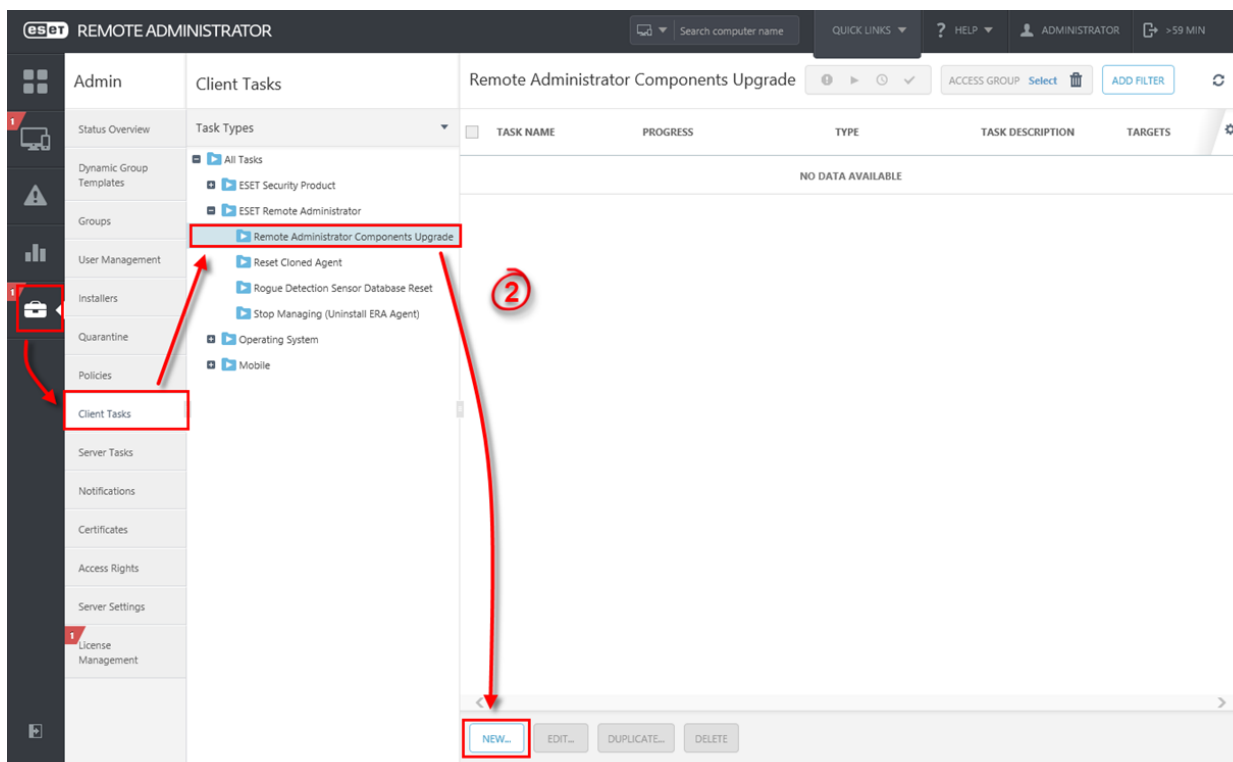 eset REMOTE ADMINISTRATOR
Search computer name
QUICK LINKS
? HELP
ADMINISTRATOR
>59 MIN
Admin
Client Tasks
Remote Administrator Components Upgrade
ACCESS GROUP Select
ADD FILTER
1
1
Status Overview
Dynamic Group
Templates
Groups
User Management
Installers
Quarantine
Policies
Client Tasks
Server Tasks
Notifications
Certificates
Access Rights
Server Settings
1
License
Management
Task Types
All Tasks
ESET Security Product
ESET Remote Administrator
Remote Administrator Components Upgrade
Reset Cloned Agent
Rogue Detection Sensor Database Reset
Stop Managing (Uninstall ERA Agent)
Operating System
Mobile
TASK NAME PROGRESS TYPE TASK DESCRIPTION TARGETS
NO DATA AVAILABLE
2
NEW... EDIT... DUPLICATE... DELETE